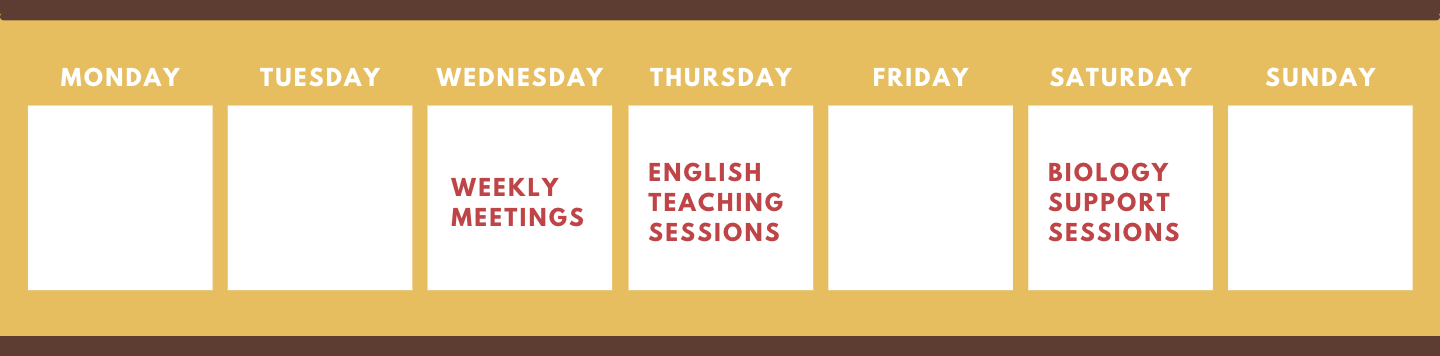 MONDAY TUESDAY WEDNESDAY THURSDAY FRIDAY SATURDAY SUNDAY
WEEKLY
MEETINGS
ENGLISH
TEACHING
SESSIONS
BIOLOGY
SUPPORT
SESSIONS